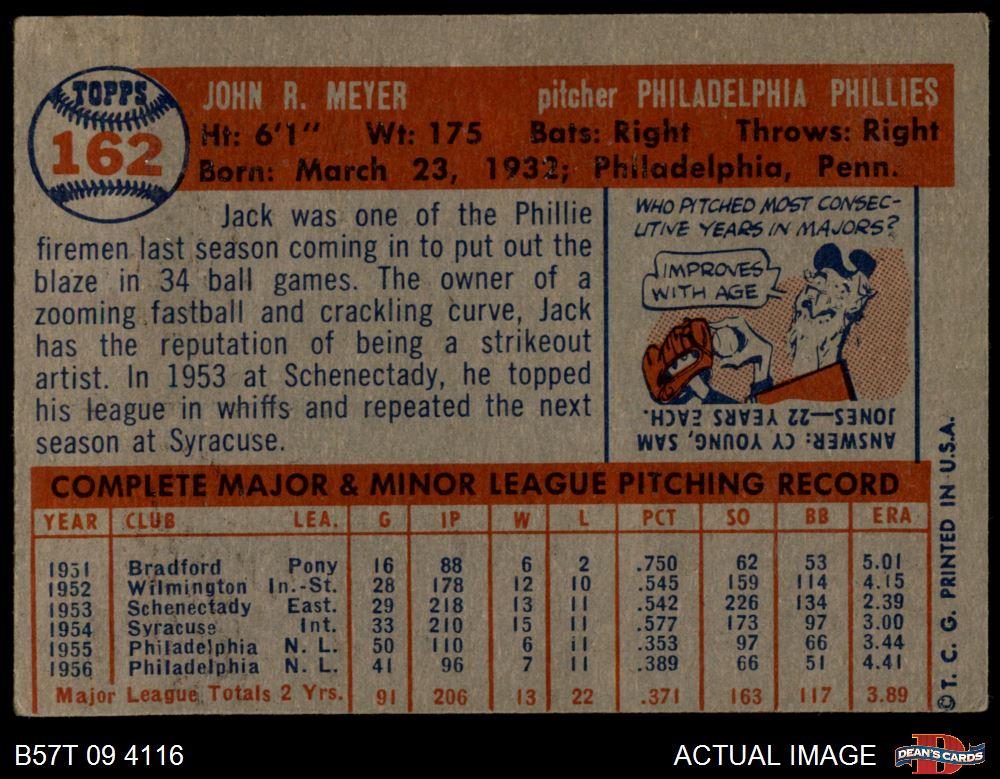 TOPPS
162
JOHN R. MEYER pitcher PHILADELPHIA PHILLIES
Ht: 6'1" Wt: 175 Bats: Right Throws: Right
Born: March 23, 1932; Philadelphia, Penn.
Jack was one of the Phillie
firemen last season coming in to put out the
blaze in 34 ball games. The owner of a
zooming fastball and crackling curve, Jack
has the reputation of being a strikeout
artist. In 1953 at Schenectady, he topped
his league in whiffs and repeated the next
season at Syracuse.
WHO PITCHED MOST CONSEC-
UTIVE YEARS IN MAJORS?
IMPROVES
WITH AGE
ANSWER: CY YOUNG, SAM
JONES—22 YEARS EACH.
COMPLETE MAJOR & MINOR LEAGUE PITCHING RECORD
YEAR CLUB LEA. G IP W L PCT SO BB ERA
1951 Bradford Pony 16 88 6 2 .750 62 53 5.01
1952 Wilmington In.-St. 28 178 12 10 .545 159 114 4.15
1953 Schenectady East. 29 218 13 11 .542 226 134 2.39
1954 Syracuse Int. 33 210 15 11 .577 173 97 3.00
1955 Philadelphia N. L. 50 110 6 11 .353 97 66 3.44
1956 Philadelphia N. L. 41 96 7 11 .389 66 51 4.41
Major League Totals 2 Yrs. 91 206 13 22 .371 163 117 3.89
© T. C. G. PRINTED IN U.S.A.
B57T 09 4116
ACTUAL IMAGE
DEAN'S CARDS